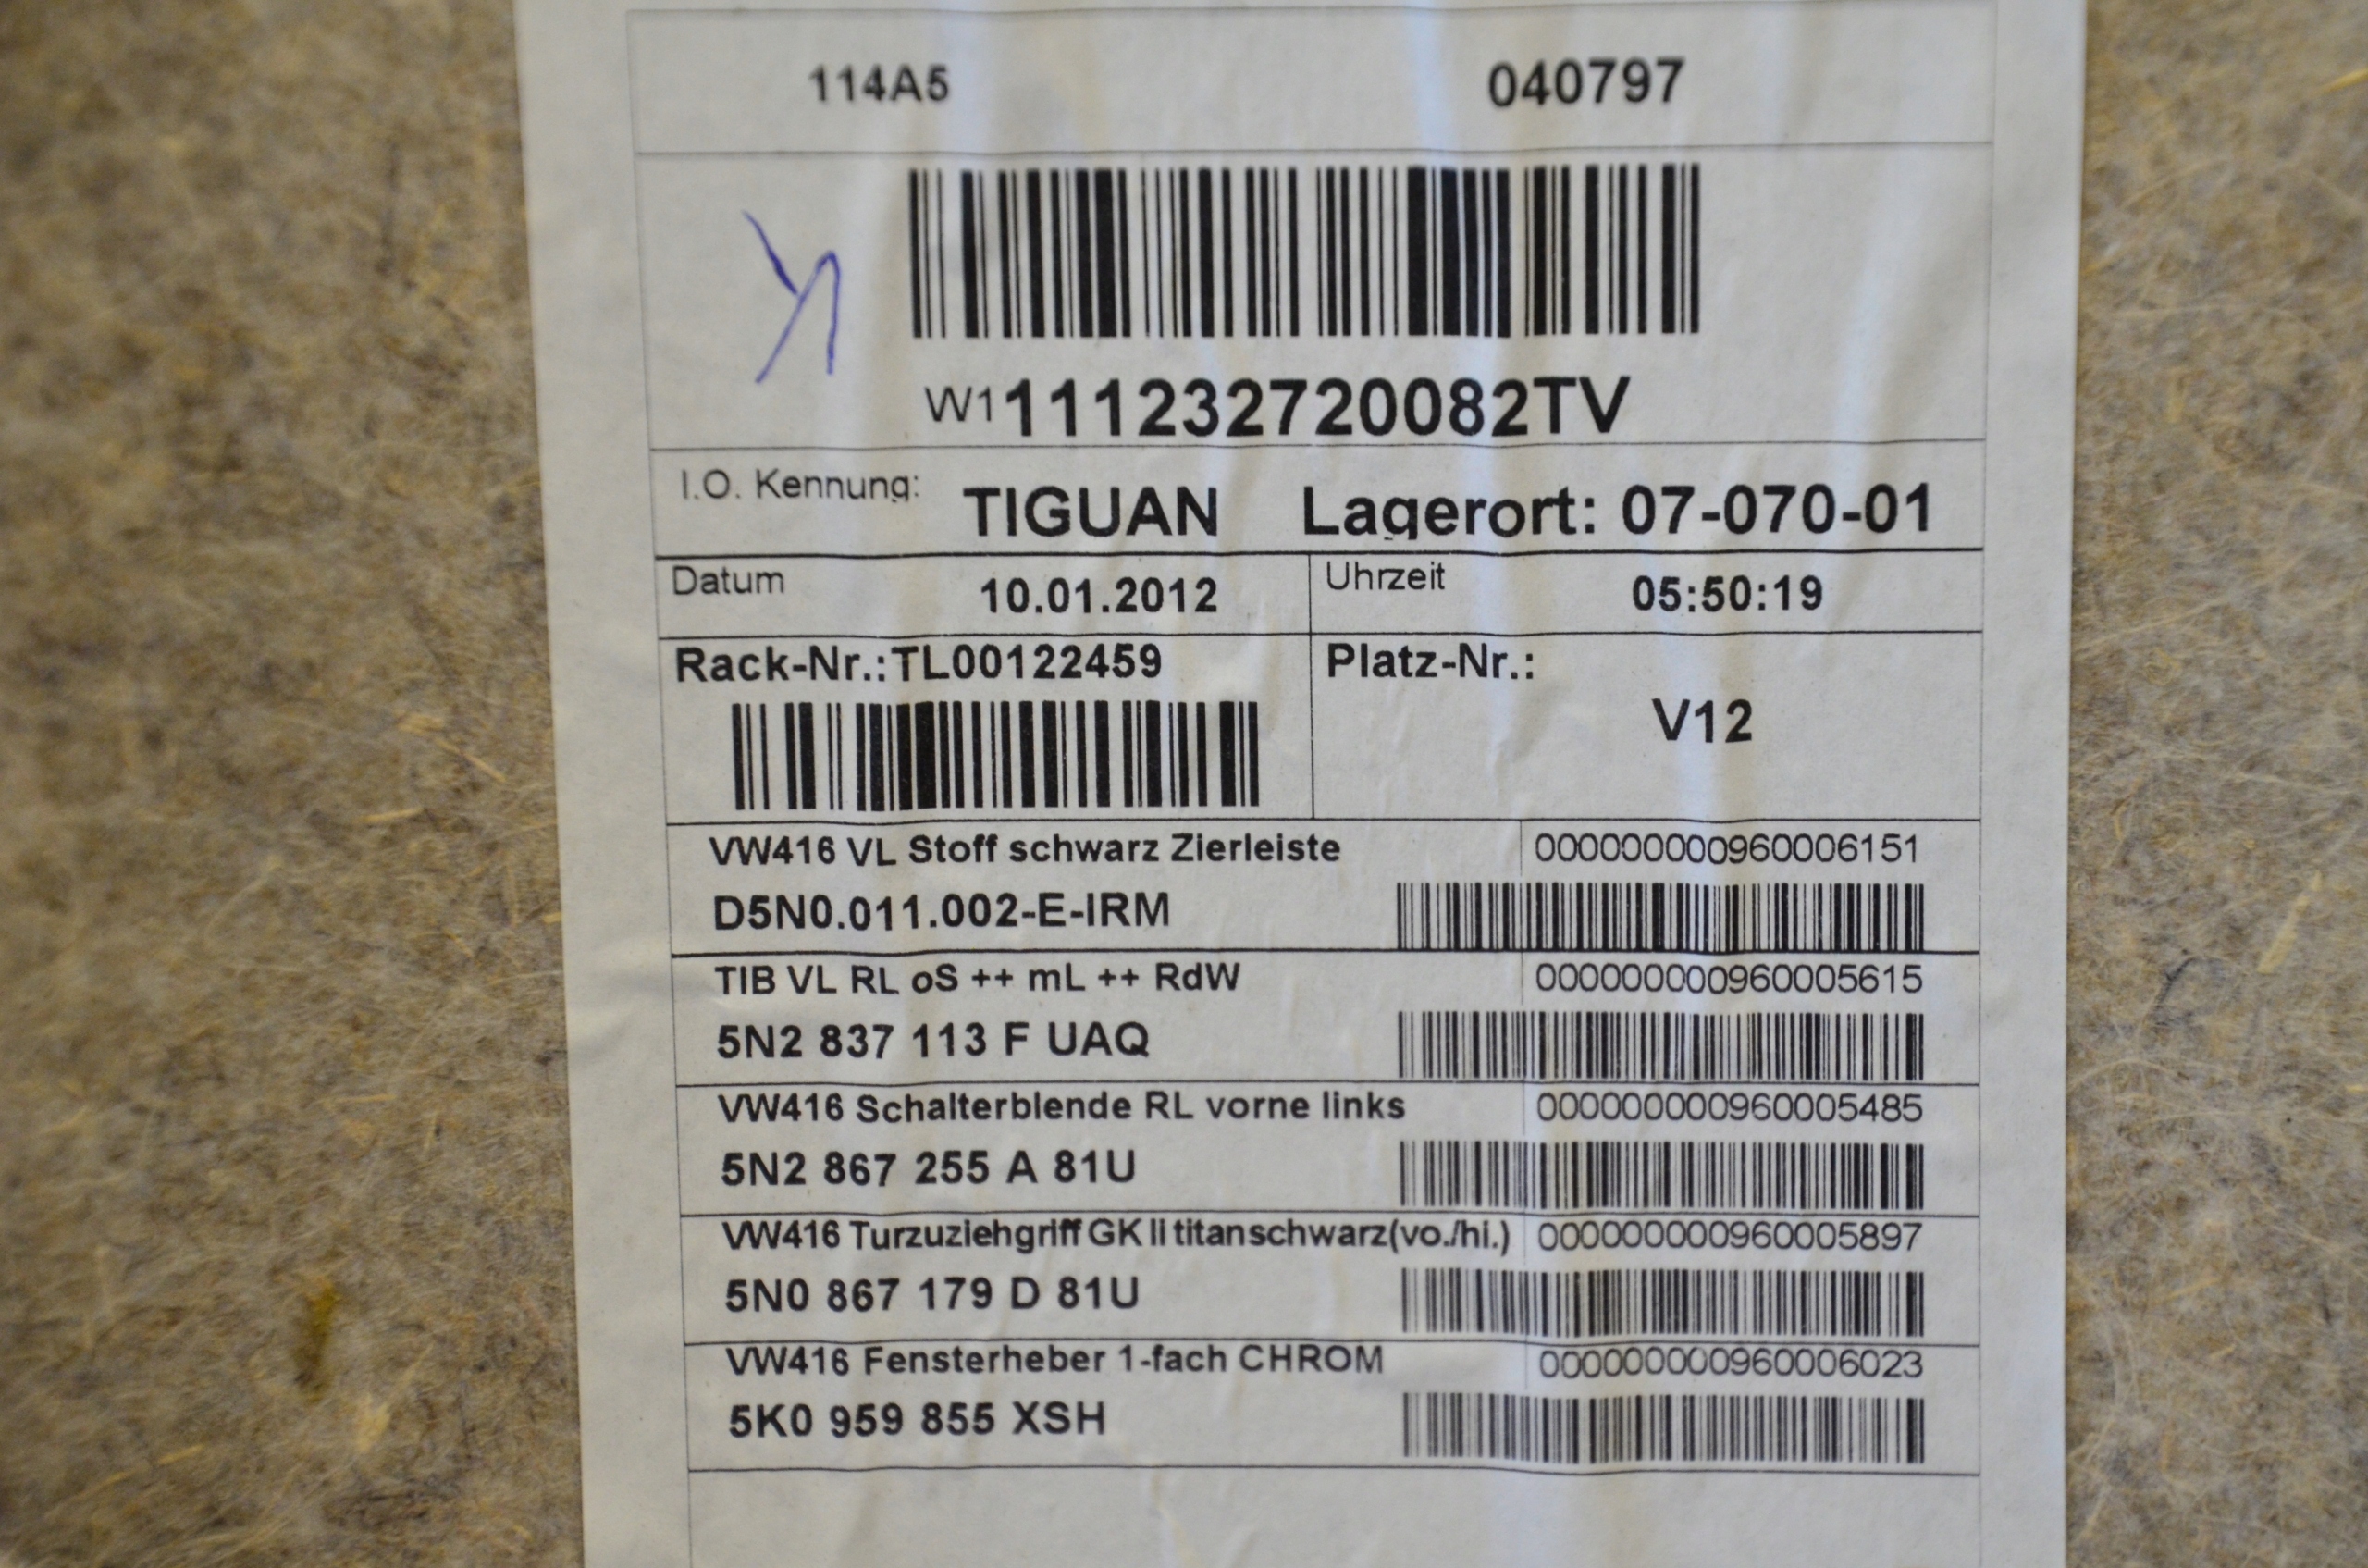 114A5 040797
W1111232720082TV
I.O. Kennung: TIGUAN Lagerort: 07-070-01
Datum 10.01.2012 Uhrzeit 05:50:19
Rack-Nr.:TL00122459 Platz-Nr.:
V12
VW416 VL Stoff schwarz Zierleiste 000000000960006151
D5N0.011.002-E-IRM
TIB VL RL oS ++ mL ++ RdW 000000000960005615
5N2 837 113 F UAQ
VW416 Schalterblende RL vorne links 000000000960005485
5N2 867 255 A 81U
VW416 Turzuziehgriff GK li titanschwarz(vo./hi.) 000000000960005897
5N0 867 179 D 81U
VW416 Fensterheber 1-fach CHROM 000000000960006023
5K0 959 855 XSH